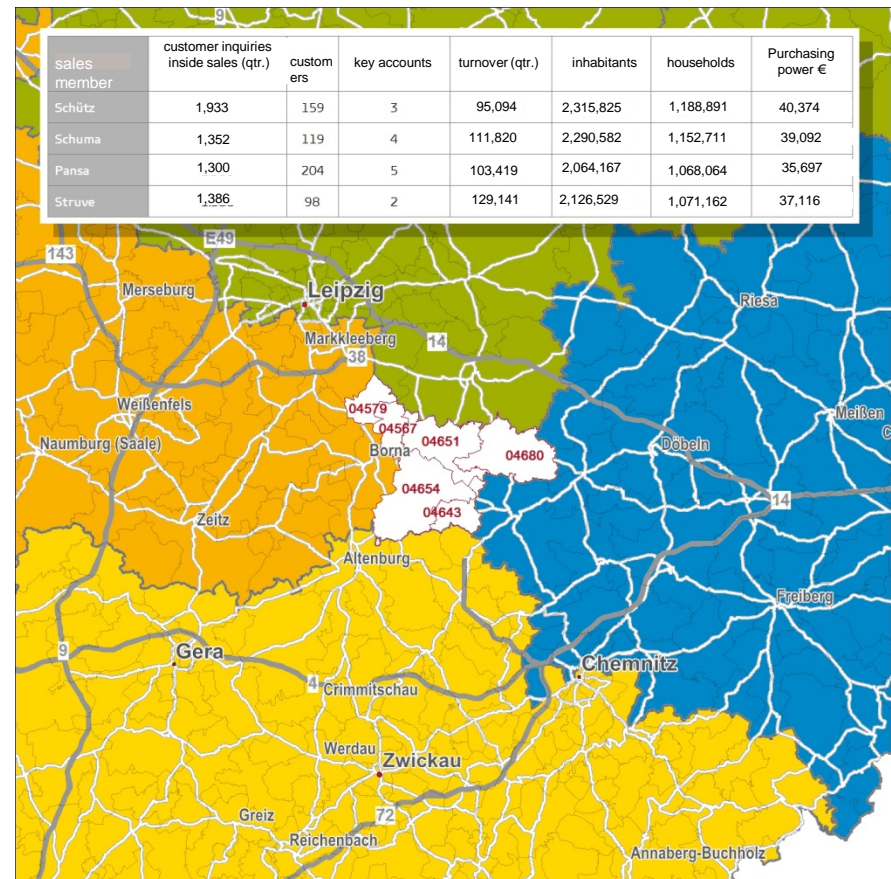 9
customer inquiries
inside sales (qtr.)
sales
member
custom
ers
key accounts
turnover (qtr.)
inhabitants
households
Purchasing
power €
Schütz 1,933 159 3 95,094 2,315,825 1,188,891 40,374
Schuma 1,352 119 4 111,820 2,290,582 1,152,711 39,092
Pansa 1,300 204 5 103,419 2,064,167 1,068,064 35,697
Struve 1,386 98 2 129,141 2,126,529 1,071,162 37,116
E49
143
Merseburg
Leipzig
Riesa
Markkleeberg
14
38
Weißenfels
04579
04567
04651
Meißen
C
Naumburg (Saale)
Borna
04680
Döbeln
04654
04643
14
Zeitz
Altenburg
Freiberg
9
Gera
Chemnitz
4
Crimmitschau
Werdau
Zwickau
72
Greiz
Reichenbach
Annaberg-Buchholz